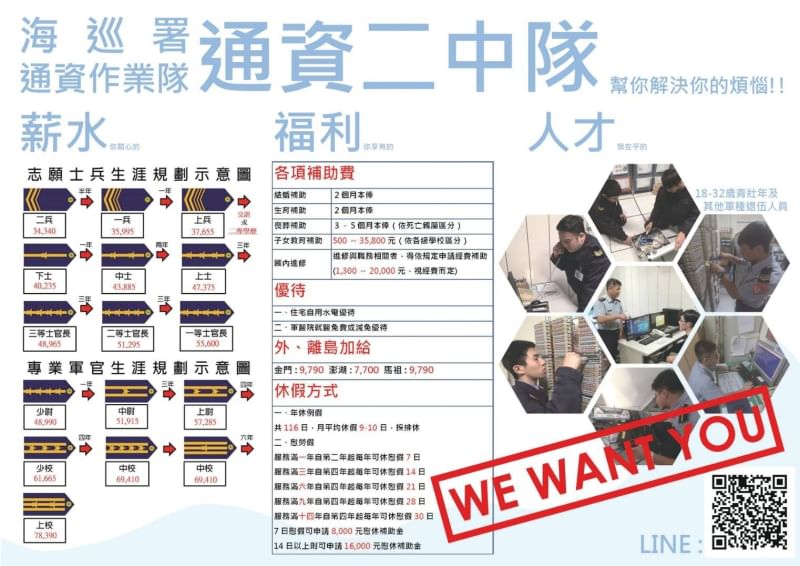 海巡署
通資作業隊
通資二中隊
幫你解決你的煩惱!!
薪水 你關心的
志願士兵生涯規劃示意圖
半年
一年
二兵
34,340
一兵
35,995
上兵
37,655
受訓
或
二專學歷
一年
兩年
三年
下士
40,235
中士
43,885
上士
47,375
三年
三年
三等士官長
48,965
二等士官長
51,295
一等士官長
55,600
專業軍官生涯規劃示意圖
一年
三年
四年
少尉
48,990
中尉
51,915
上尉
57,285
四年
四年
六年
少校
61,665
中校
69,410
中校
69,410
上校
78,390
福利 你享有的
各項補助費
結婚補助 2個月本俸
生育補助 2個月本俸
喪葬補助 3 - 5個月本俸（依死亡親屬區分）
子女教育補助 500 ~ 35,800元（依各級學校區分）
國內進修 進修與職務相關者，得依規定申請經費補助
(1,300 ~ 20,000 元，視經費而定)
優待
一．住宅自用水電優待
二．軍醫院就醫免費或減免優待
外、離島加給
金門：9,790 澎湖：7,700 馬祖：9,790
休假方式
一．年休例假
共116日，月平均休假9-10日，採排休
二．慰勞假
服務滿一年自第二年起每年可休慰假7日
服務滿三年自第四年起每年可休慰假14日
服務滿六年自第四年起每年可休慰假21日
服務滿九年自第四年起每年可休慰假28日
服務滿十四年自第四年起每年可休慰假30日
7日慰假可申請8,000元慰休補助金
14日以上則可申請16,000元慰休補助金
人才 我在乎的
18-32歲青壯年及
其他軍種退伍人員
WE WANT YOU
LINE :